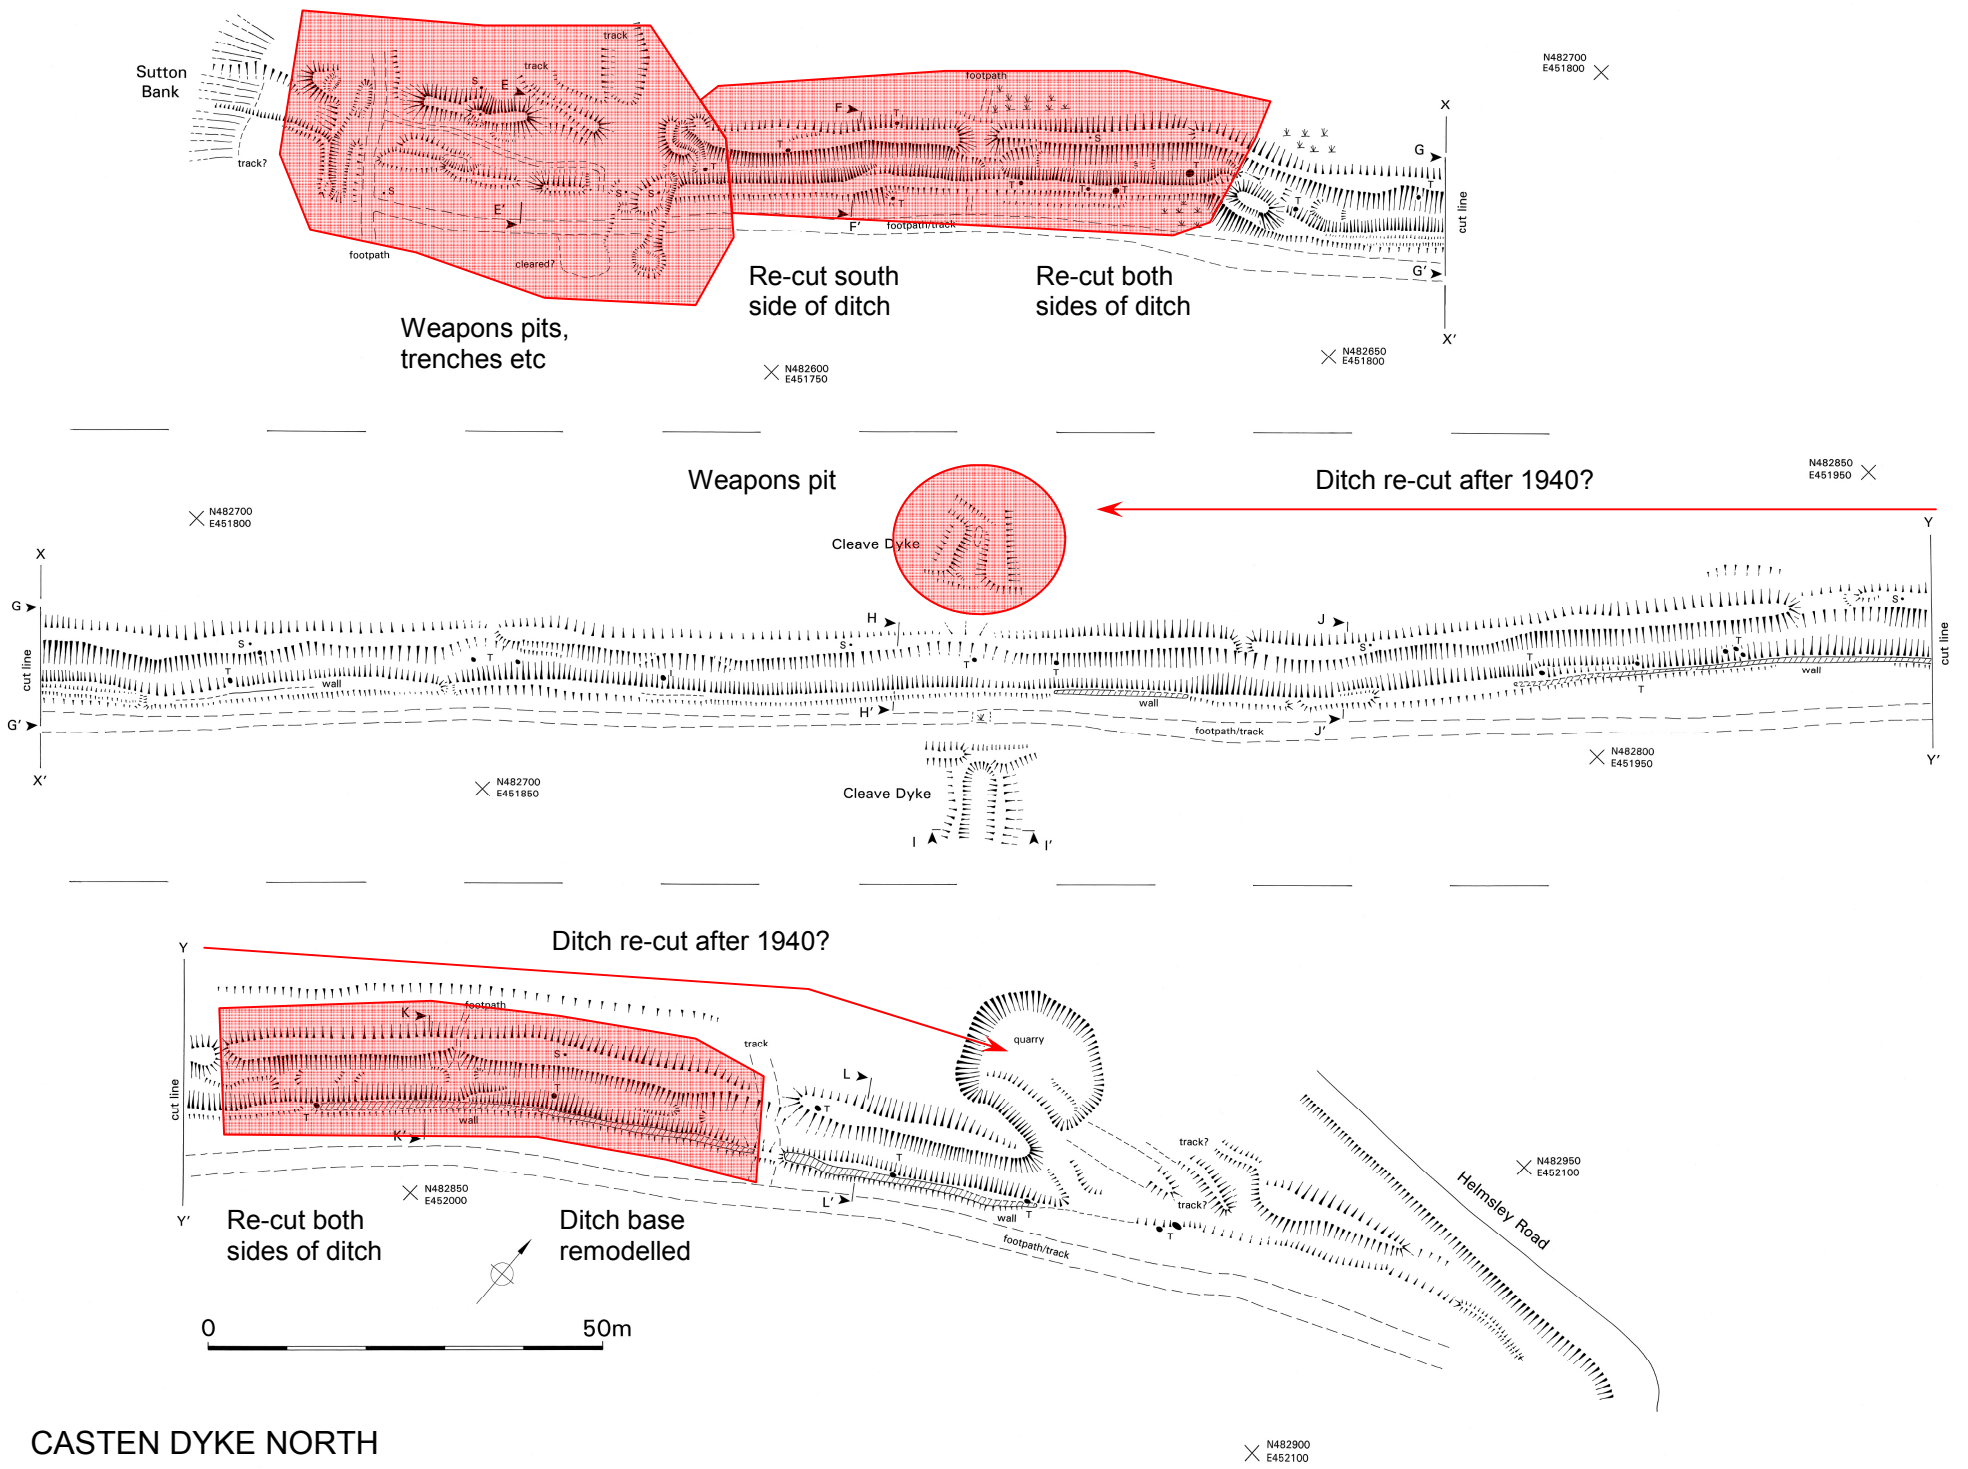 Sutton
Bank
track?
track
track
S
E
E'
S
S
S
footpath
cleared?
T
Weapons pits,
trenches etc
footpath
F
T
T
S
T
T
T
T
T
F'
footpath/track
Re-cut south
side of ditch
Re-cut both
sides of ditch
N482700
E451800
X
G
T
T
cut line
G'
X'
N482600
E451750
N482650
E451800
Weapons pit
Ditch re-cut after 1940?
N482850
E451950
N482700
E451800
Cleave Dyke
Y
X
G
H
J
S
S
T
T
S
T
T
T
S
T
T
S
cut line
cut line
T
wall
wall
T
wall
G'
H'
J'
footpath/track
X'
Y'
N482700
E451850
N482800
E451950
Cleave Dyke
I
I'
Ditch re-cut after 1940?
Y
K
footpath
S
T
T
wall
K'
cut line
Y'
track
L
T
T
L'
wall
T
footpath/track
quarry
track?
track?
T
Helmsley Road
N482950
E452100
N482850
E452000
Re-cut both
sides of ditch
Ditch base
remodelled
0
50m
CASTEN DYKE NORTH
N482900
E452100